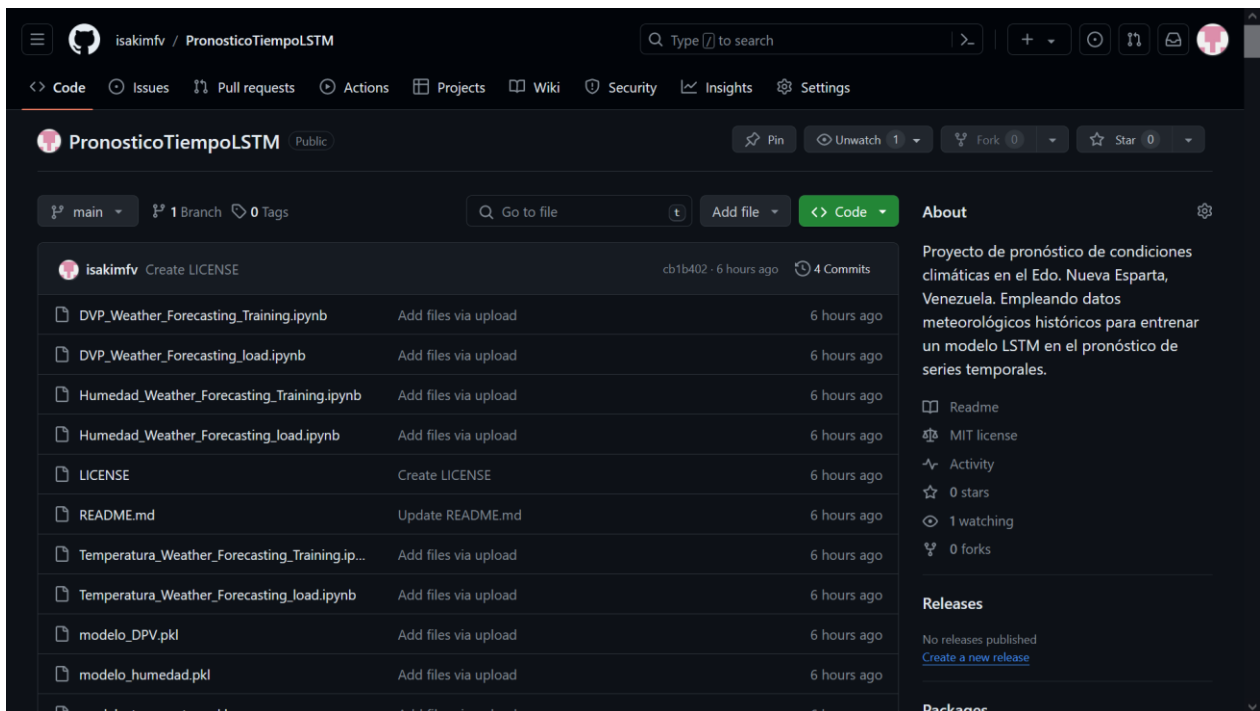 isakimfv / PronosticoTiempoLSTM
Type / to search
Code Issues Pull requests Actions Projects Wiki Security Insights Settings
PronosticoTiempoLSTM Public
Pin Unwatch 1 Fork 0 Star 0
main 1 Branch 0 Tags Go to file t Add file Code
isakimfv Create LICENSE cb1b402 · 6 hours ago 4 Commits
DVP_Weather_Forecasting_Training.ipynb Add files via upload 6 hours ago
DVP_Weather_Forecasting_load.ipynb Add files via upload 6 hours ago
Humedad_Weather_Forecasting_Training.ipynb Add files via upload 6 hours ago
Humedad_Weather_Forecasting_load.ipynb Add files via upload 6 hours ago
LICENSE Create LICENSE 6 hours ago
README.md Update README.md 6 hours ago
Temperatura_Weather_Forecasting_Training.ip... Add files via upload 6 hours ago
Temperatura_Weather_Forecasting_load.ipynb Add files via upload 6 hours ago
modelo_DPV.pkl Add files via upload 6 hours ago
modelo_humedad.pkl Add files via upload 6 hours ago
About
Proyecto de pronóstico de condiciones
climáticas en el Edo. Nueva Esparta,
Venezuela. Empleando datos
meteorológicos históricos para entrenar
un modelo LSTM en el pronóstico de
series temporales.
Readme
MIT license
Activity
0 stars
1 watching
0 forks
Releases
No releases published
Create a new release
Packages